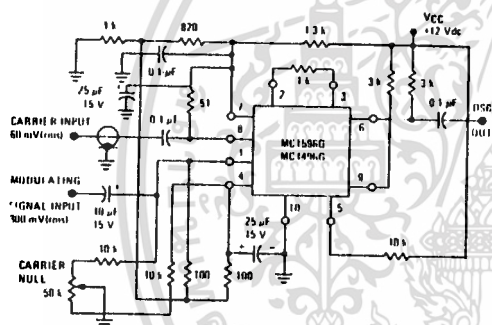 1 k
820
1.3 k
VCC
+12 Vdc
0.1 µF
25 µF
15 V
51
1 k
3 k
3 k
0.1 µF
DSB
OUT
2
3
CARRIER INPUT
60 mV(rms)
0.1 µF
7
8
1
4
MC1596G
MC1496G
6
9
10
5
MODULATING
SIGNAL INPUT
300 mV(rms)
10 µF
15 V
25 µF
15 V
+
-
10 k
10 k
100
100
10 k
CARRIER
NULL
50 k